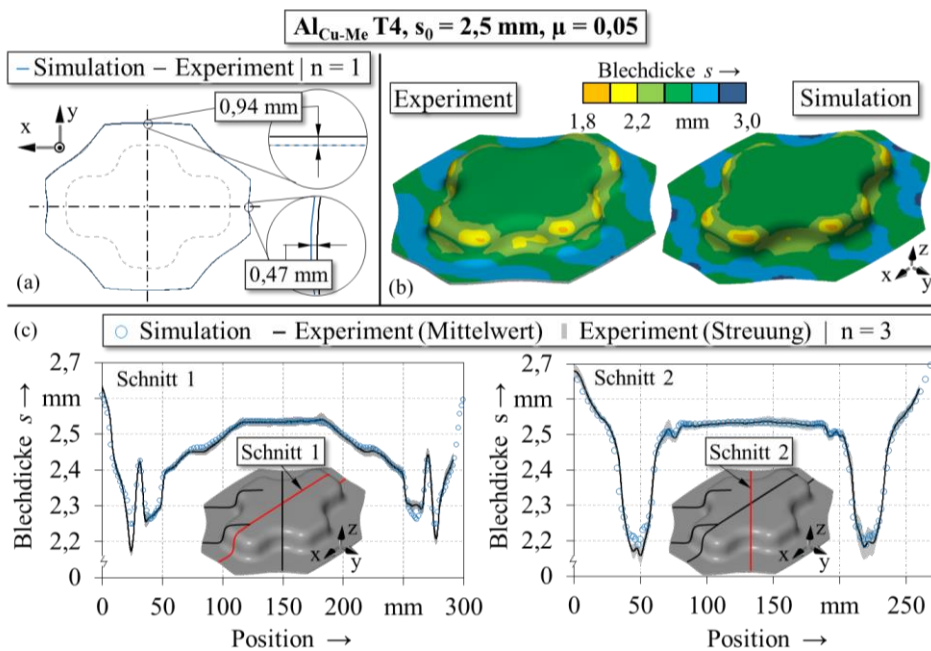 Al_Cu-Me T4, s₀ = 2,5 mm, μ = 0,05
Simulation – Experiment | n = 1
0,94 mm
y
x
0,47 mm
(a)
Blechdicke s →
Experiment
Simulation
1,8 2,2 mm 3,0
z
x y
(b)
(c)
Simulation – Experiment (Mittelwert) Experiment (Streuung) | n = 3
Schnitt 1
Blechdicke s →
2,7
mm
2,5
2,4
2,3
2,2
0
Schnitt 1
z
x y
0 50 100 150 200 mm 300
Position →
Schnitt 2
Blechdicke s →
2,7
mm
2,5
2,4
2,3
2,2
0
Schnitt 2
z
x y
0 50 100 150 mm 250
Position →